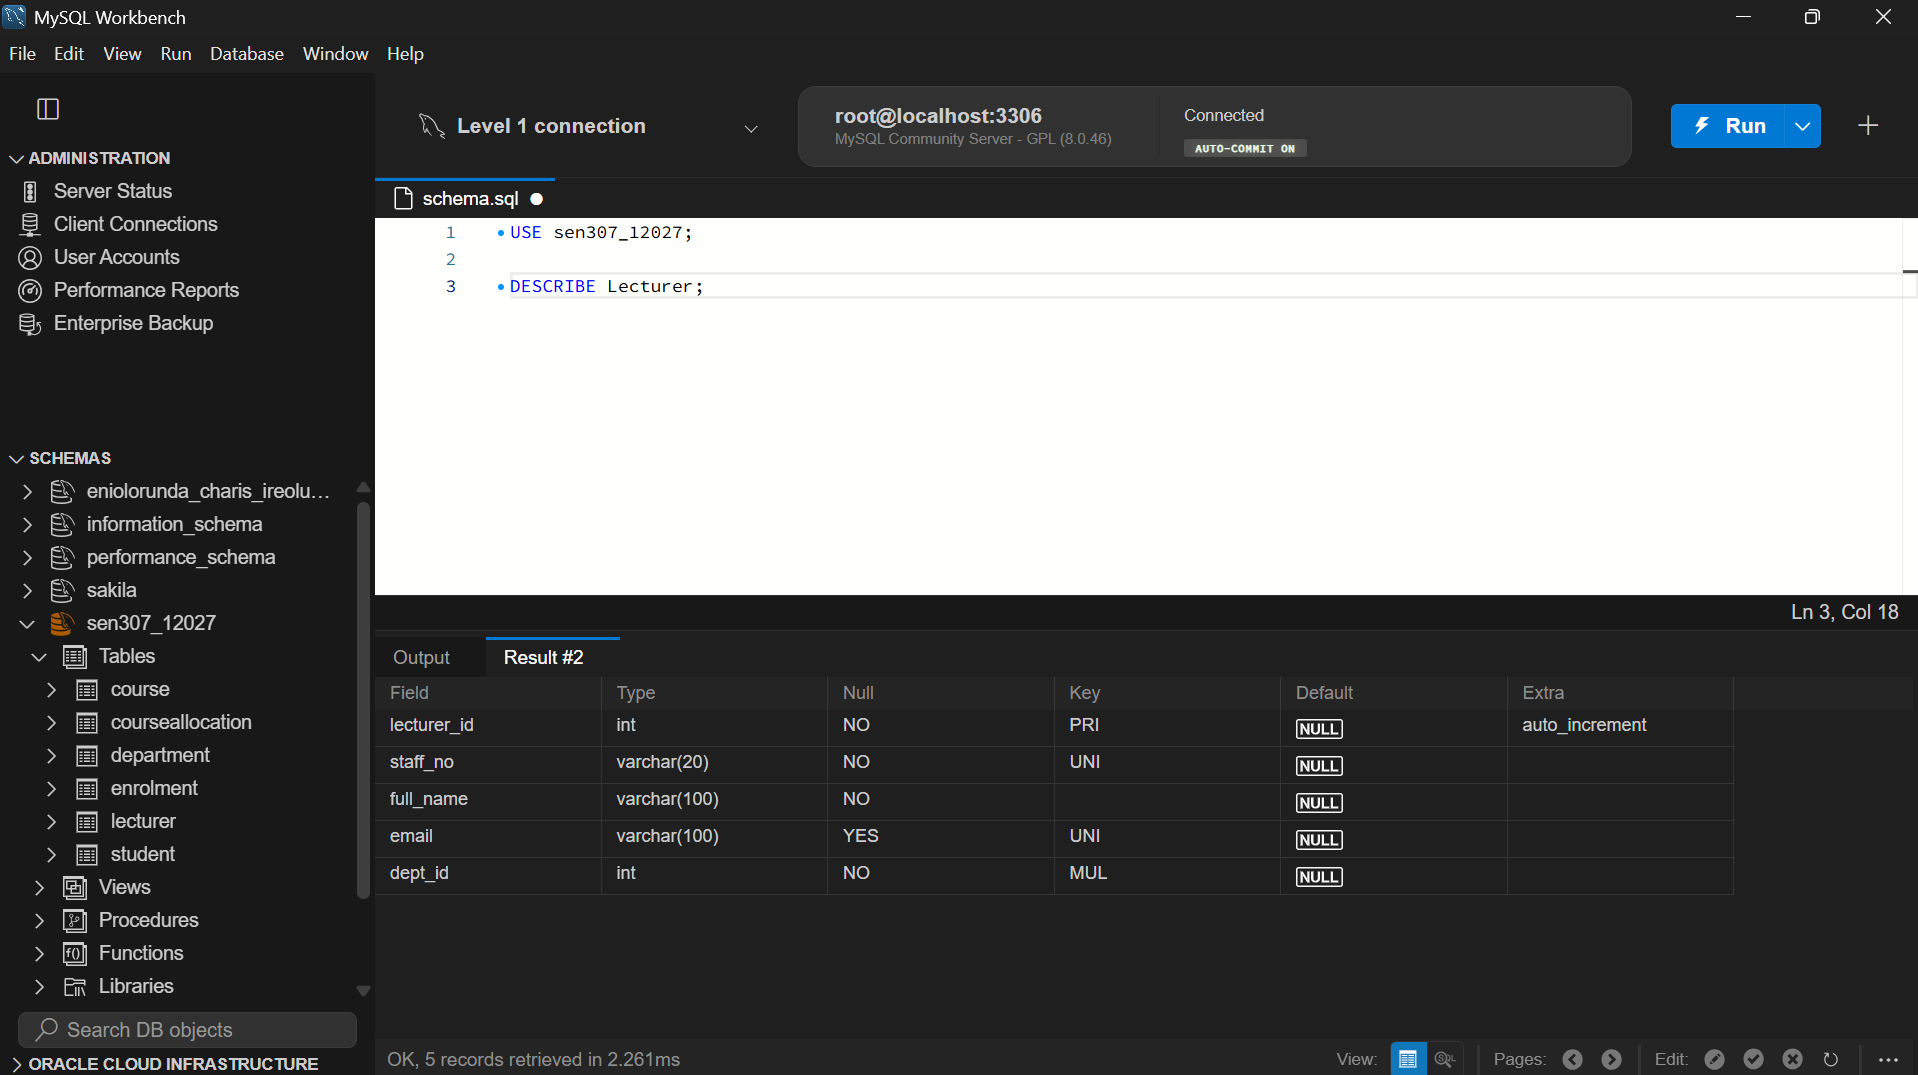 MySQL Workbench
File Edit View Run Database Window Help
ADMINISTRATION
Server Status
Client Connections
User Accounts
Performance Reports
Enterprise Backup
SCHEMAS
eniolorunda_charis_ireolu...
information_schema
performance_schema
sakila
sen307_12027
Tables
course
courseallocation
department
enrolment
lecturer
student
Views
Procedures
Functions
Libraries
Search DB objects
ORACLE CLOUD INFRASTRUCTURE
Level 1 connection
root@localhost:3306
MySQL Community Server - GPL (8.0.46)
Connected
AUTO-COMMIT ON
Run
schema.sql
1 USE sen307_12027;
2
3 DESCRIBE Lecturer;
Ln 3, Col 18
Output Result #2
Field Type Null Key Default Extra
lecturer_id int NO PRI NULL auto_increment
staff_no varchar(20) NO UNI NULL
full_name varchar(100) NO NULL
email varchar(100) YES UNI NULL
dept_id int NO MUL NULL
OK, 5 records retrieved in 2.261ms
View: SQL Pages: Edit: